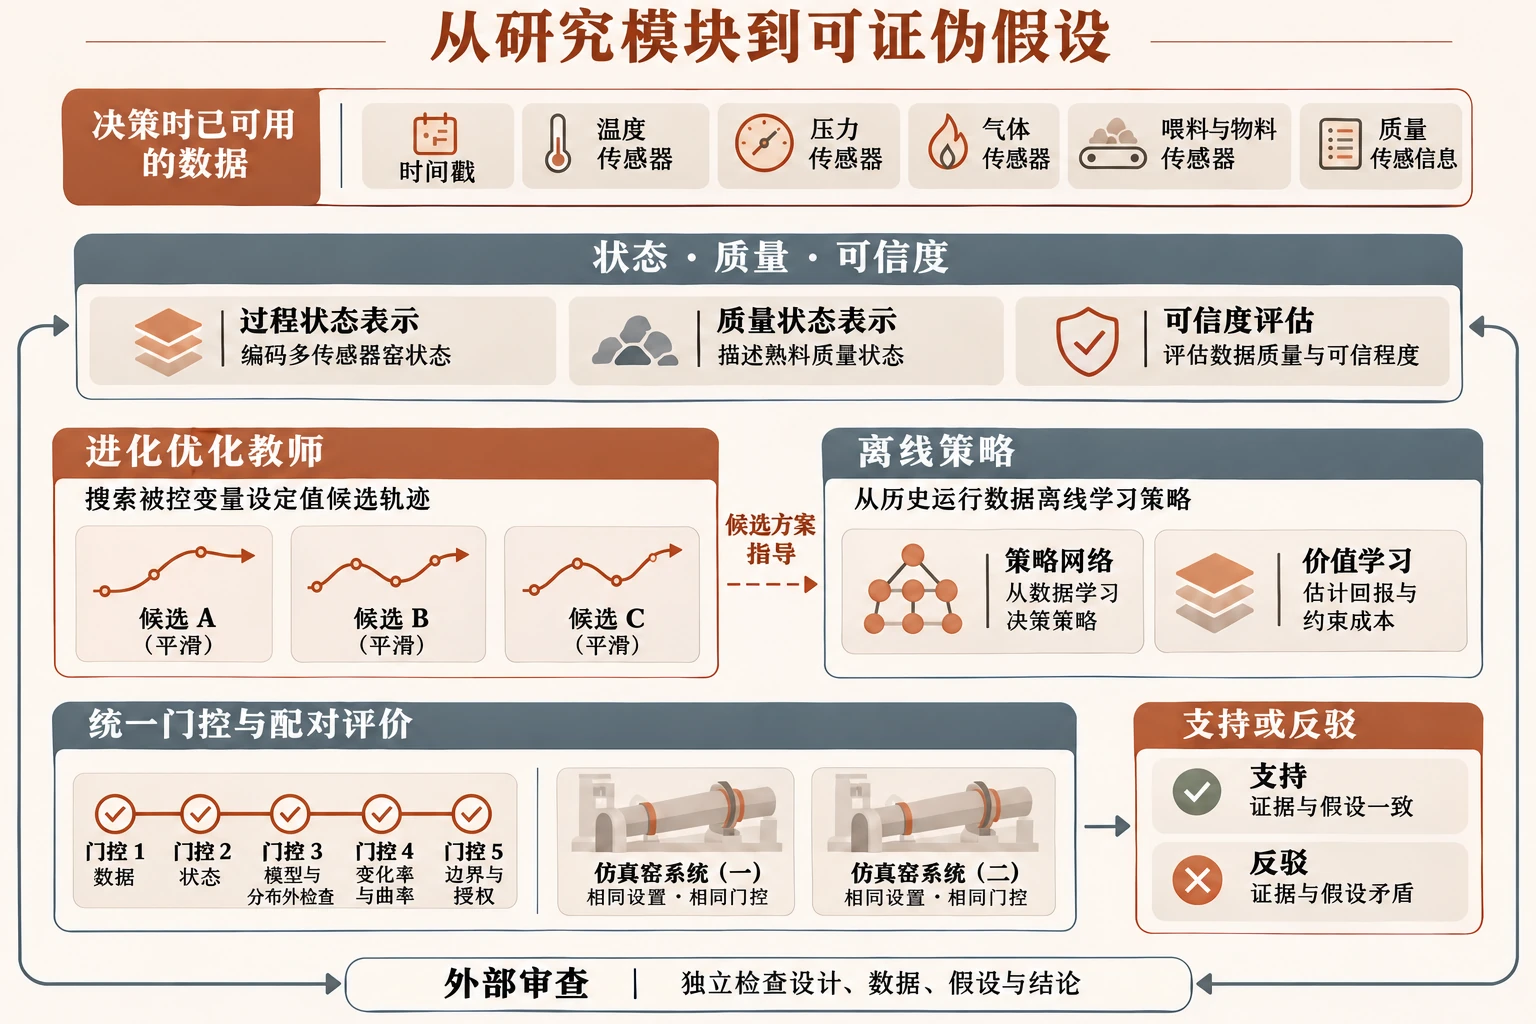 从研究模块到可证伪假设
决策时已可用
的数据
时间戳
温度
传感器
压力
传感器
气体
传感器
喂料与物料
传感器
质量
传感信息
状态·质量·可信度
过程状态表示
编码多传感器窑状态
质量状态表示
描述熟料质量状态
可信度评估
评估数据质量与可信程度
进化优化教师
搜索被控变量设定值候选轨迹
候选 A
（平滑）
候选 B
（平滑）
候选 C
（平滑）
候选方案
指导
离线策略
从历史运行数据离线学习策略
策略网络
从数据学习
决策策略
价值学习
估计回报与
约束成本
统一门控与配对评价
门控 1
数据
门控 2
状态
门控 3
模型与
分布外检查
门控 4
变化率
与曲率
门控 5
边界与
授权
仿真窑系统（一）
相同设置·相同门控
仿真窑系统（二）
相同设置·相同门控
支持或反驳
支持
证据与假设一致
反驳
证据与假设矛盾
外部审查
独立检查设计、数据、假设与结论